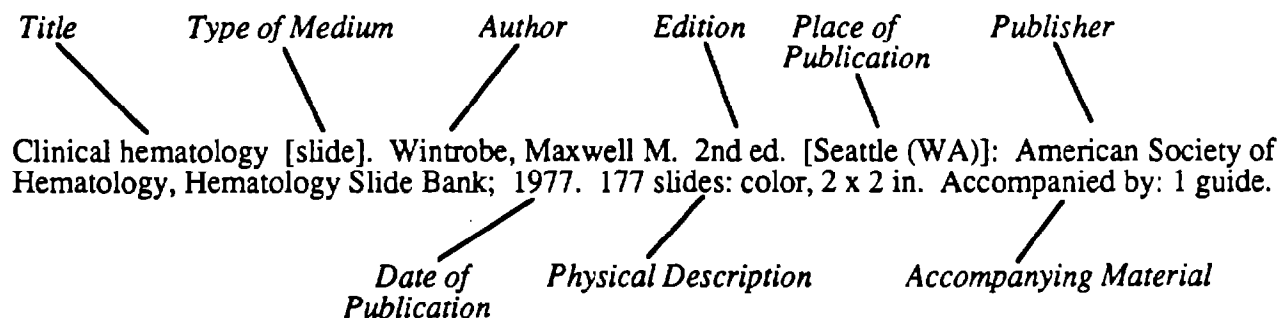 Title Type of Medium Author Edition Place of Publication Publisher
Clinical hematology [slide]. Wintrobe, Maxwell M. 2nd ed. [Seattle (WA)]: American Society of
Hematology, Hematology Slide Bank; 1977. 177 slides: color, 2 x 2 in. Accompanied by: 1 guide.
Date of Publication Physical Description Accompanying Material